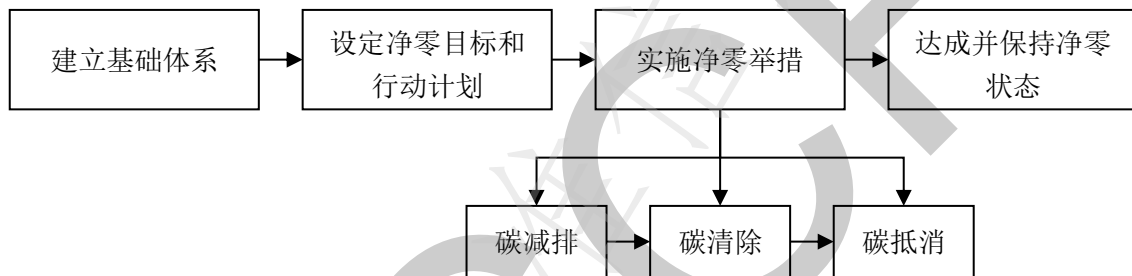 建立基础体系
设定净零目标和
行动计划
实施净零举措
达成并保持净零
状态
碳减排
碳清除
碳抵消